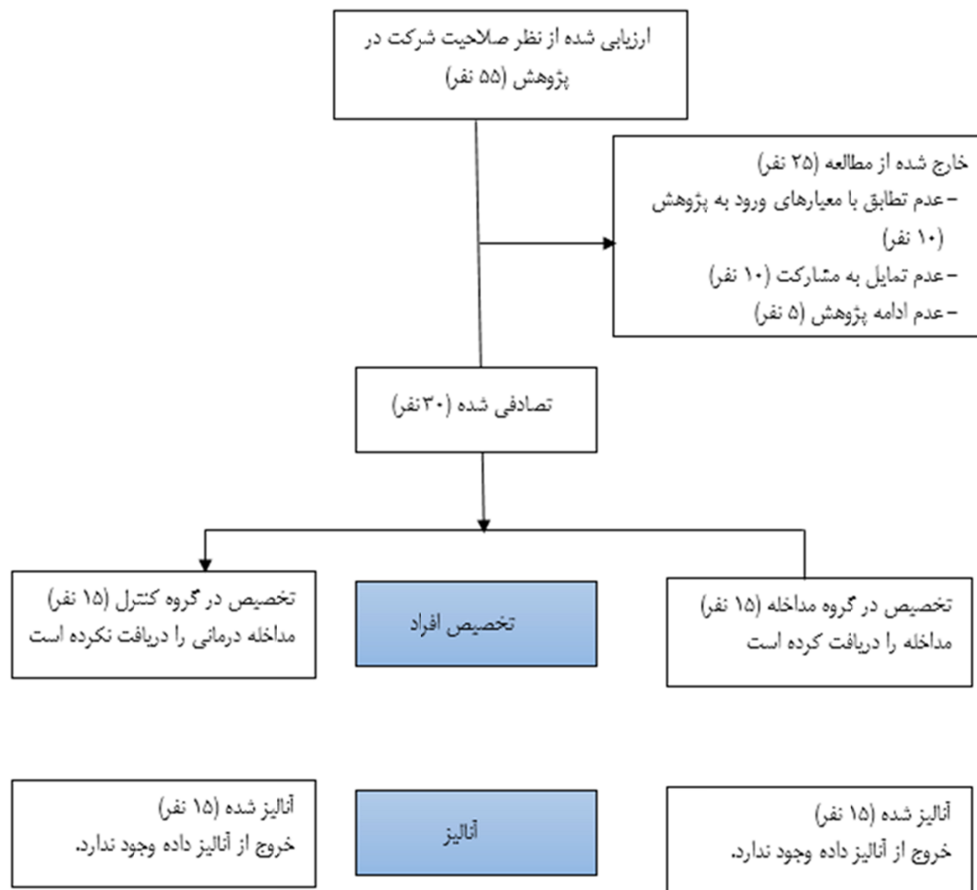 ارزیابی شده از نظر صلاحیت شرکت در
پژوهش (۵۵ نفر)
خارج شده از مطالعه (۲۵ نفر)
– عدم تطابق با معیارهای ورود به پژوهش
(۱۰ نفر)
– عدم تمایل به مشارکت (۱۰ نفر)
– عدم ادامه پژوهش (۵ نفر)
تصادفی شده (۳۰نفر)
تخصیص در گروه مداخله (۱۵ نفر)
مداخله را دریافت کرده است
تخصیص افراد
تخصیص در گروه کنترل (۱۵ نفر)
مداخله درمانی را دریافت نکرده است
آنالیز شده (۱۵ نفر)
خروج از آنالیز داده وجود ندارد.
آنالیز
آنالیز شده (۱۵ نفر)
خروج از آنالیز داده وجود ندارد.